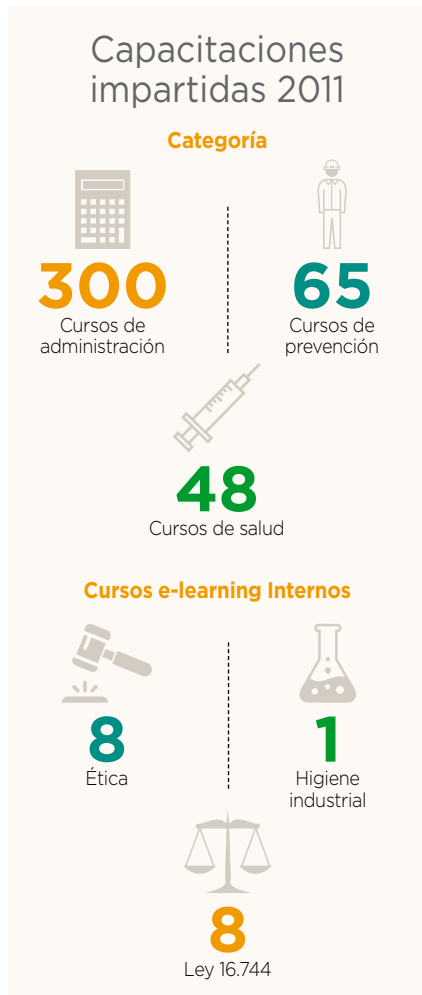 Capacitaciones
impartidas 2011
Categoría
300
Cursos de
administración
65
Cursos de
prevención
48
Cursos de salud
Cursos e-learning Internos
8
Ética
1
Higiene
industrial
8
Ley 16.744